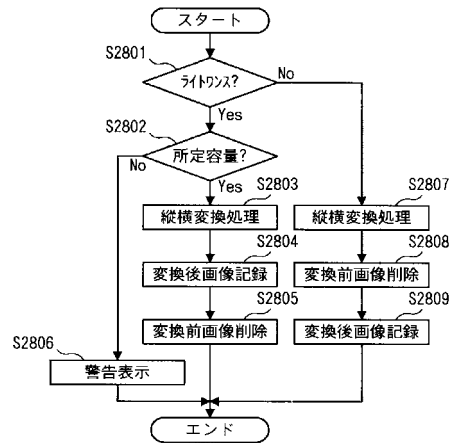 スタート
S2801
ライトワンス?
No
Yes
S2802
所定容量?
No
Yes
S2803
S2807
縦横変換処理
縦横変換処理
S2804
S2808
変換後画像記録
変換前画像削除
S2805
S2809
変換前画像削除
変換後画像記録
S2806
警告表示
エンド